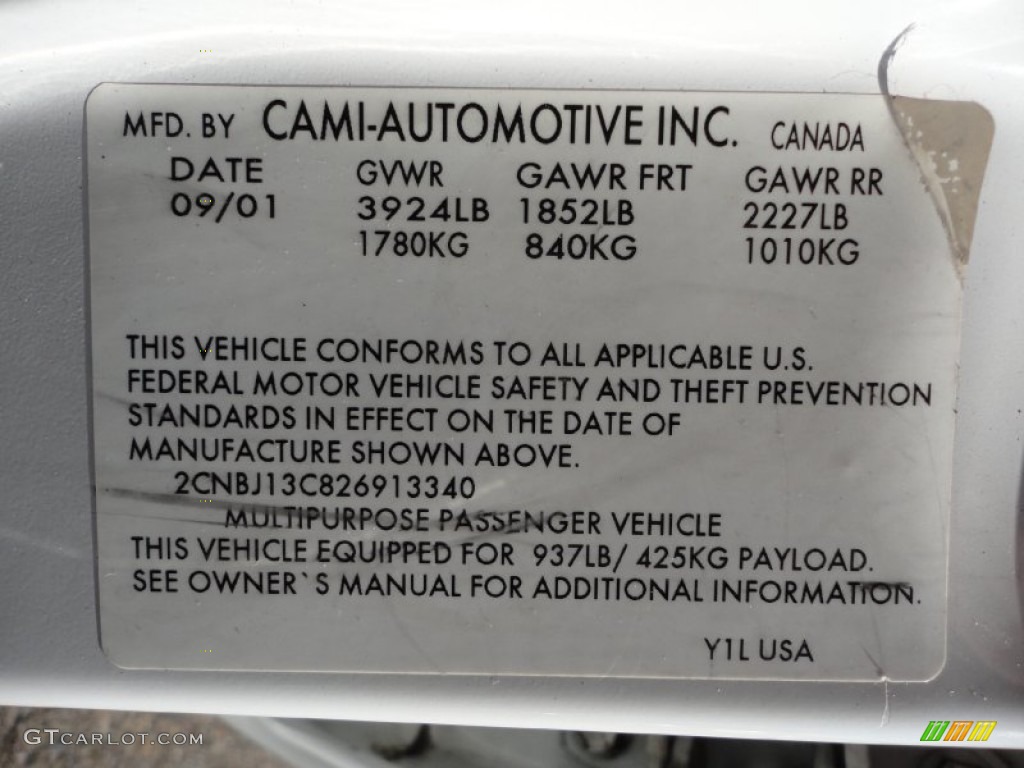 MFD. BY CAMI-AUTOMOTIVE INC. CANADA
DATE GVWR GAWR FRT GAWR RR
09/01 3924LB 1852LB 2227LB
1780KG 840KG 1010KG
THIS VEHICLE CONFORMS TO ALL APPLICABLE U.S.
FEDERAL MOTOR VEHICLE SAFETY AND THEFT PREVENTION
STANDARDS IN EFFECT ON THE DATE OF
MANUFACTURE SHOWN ABOVE.
2CNBJ13C826913340
MULTIPURPOSE PASSENGER VEHICLE
THIS VEHICLE EQUIPPED FOR 937LB/ 425KG PAYLOAD.
SEE OWNER`S MANUAL FOR ADDITIONAL INFORMATION.
Y1L USA
GTCARLOT.COM